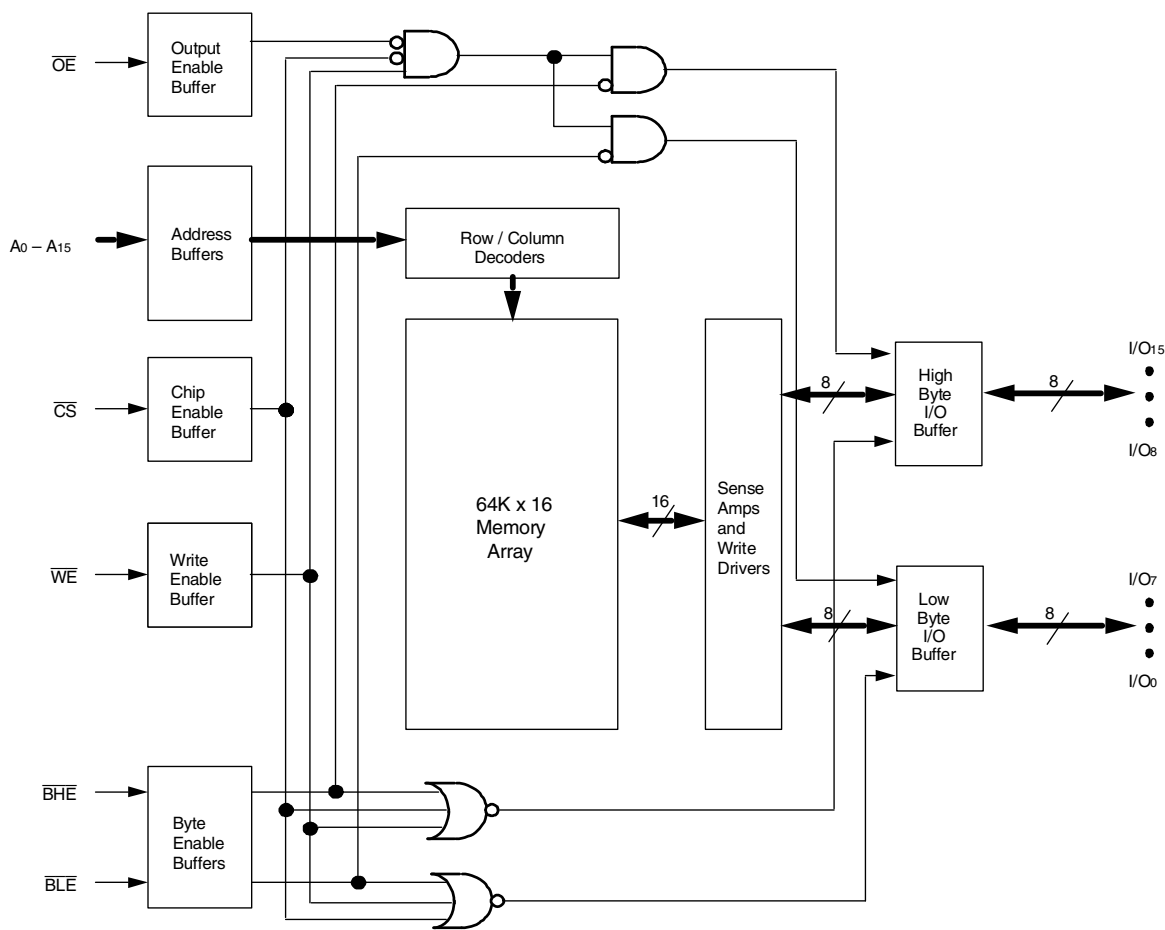 OE
Output
Enable
Buffer
A0 – A15
Address
Buffers
Row / Column
Decoders
CS
Chip
Enable
Buffer
WE
Write
Enable
Buffer
64K x 16
Memory
Array
16
Sense
Amps
and
Write
Drivers
8
High
Byte
I/O
Buffer
8
I/O15
I/O8
8
Low
Byte
I/O
Buffer
8
I/O7
I/O0
BHE
BLE
Byte
Enable
Buffers